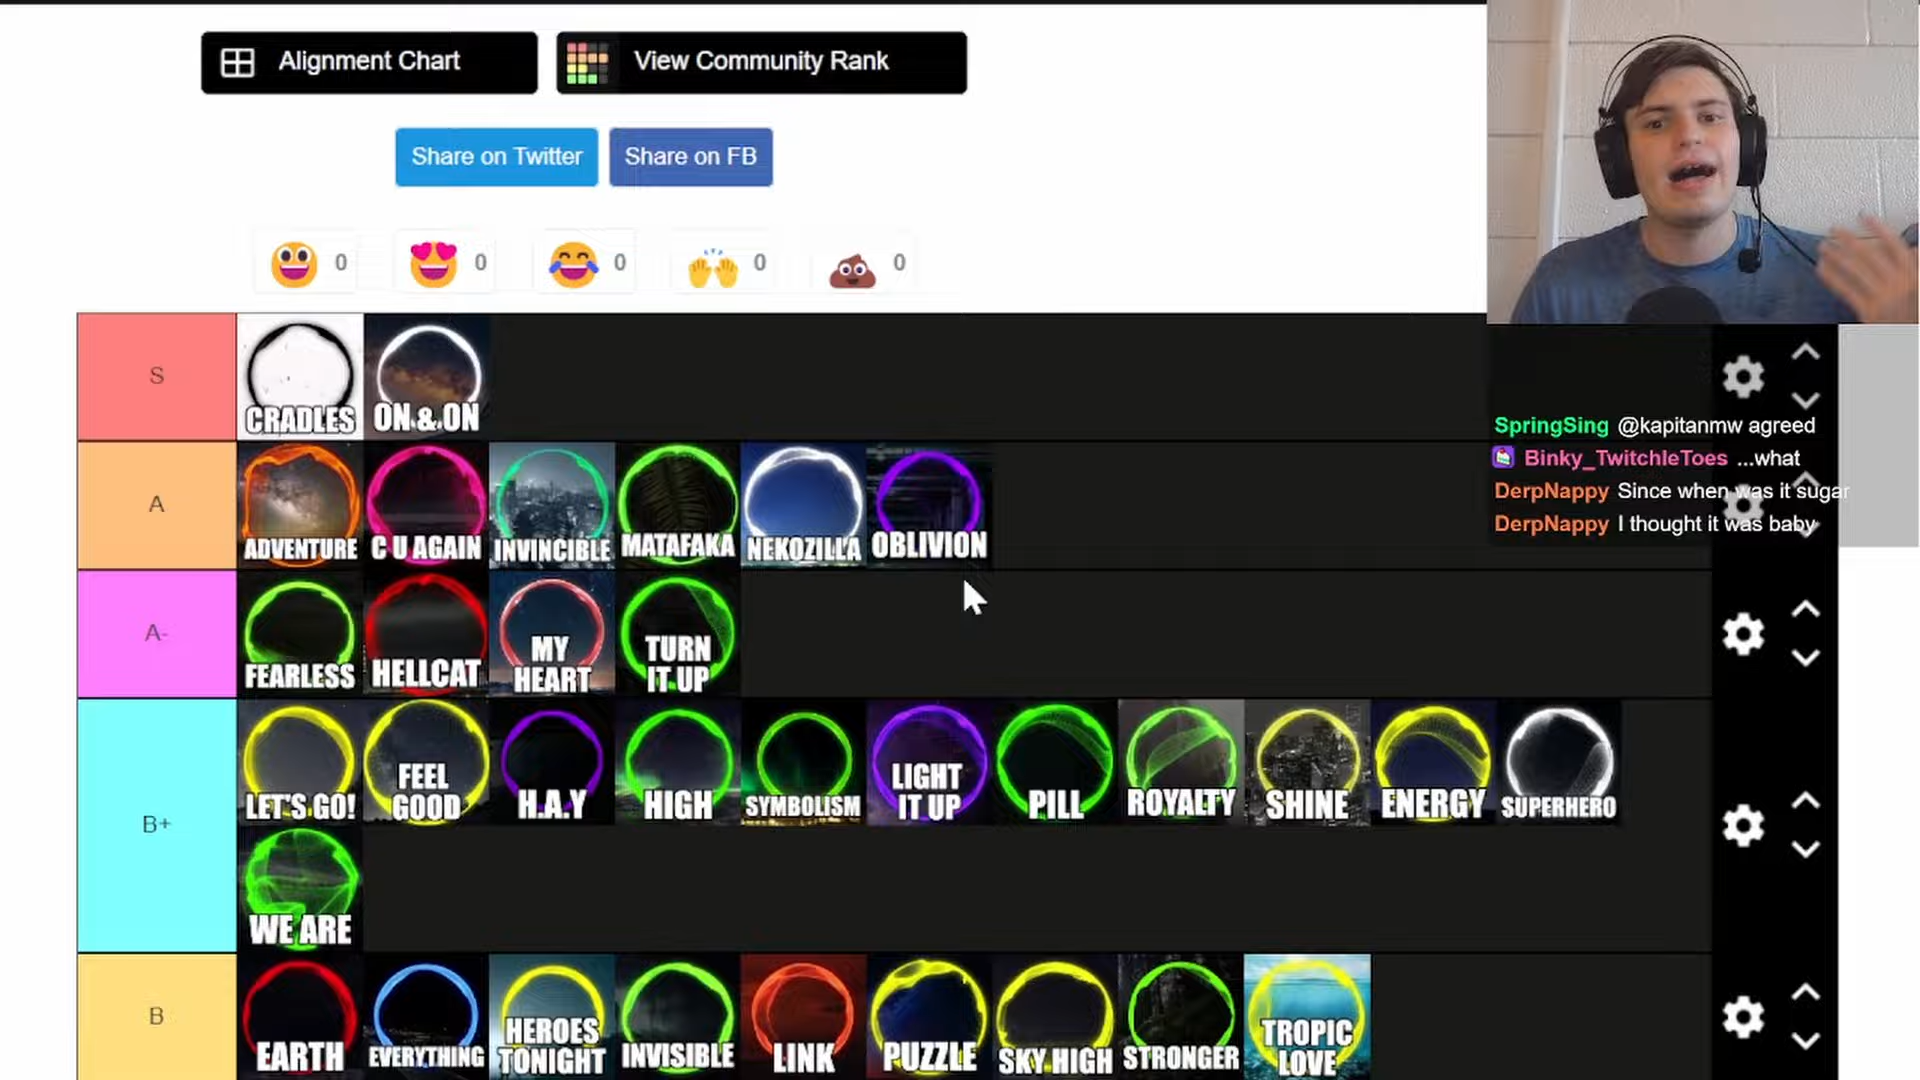 Alignment Chart
View Community Rank
Share on Twitter
Share on FB
0
0
0
0
0
S
CRADLES
ON & ON
SpringSing @kapitanmw agreed
Binky_TwitchleToes ...what
DerpNappy Since when was it sugar
DerpNappy I thought it was baby
A
ADVENTURE
C U AGAIN
INVINCIBLE
MATAFAKA
NEKOZILLA
OBLIVION
A-
FEARLESS
HELLCAT
MY
HEART
TURN
IT UP
B+
LET'S GO!
FEEL
GOOD
H.A.Y
HIGH
SYMBOLISM
LIGHT
IT UP
PILL
ROYALTY
SHINE
ENERGY
SUPERHERO
WE ARE
B
EARTH
EVERYTHING
HEROES
TONIGHT
INVISIBLE
LINK
PUZZLE
SKY HIGH
STRONGER
TROPIC
LOVE